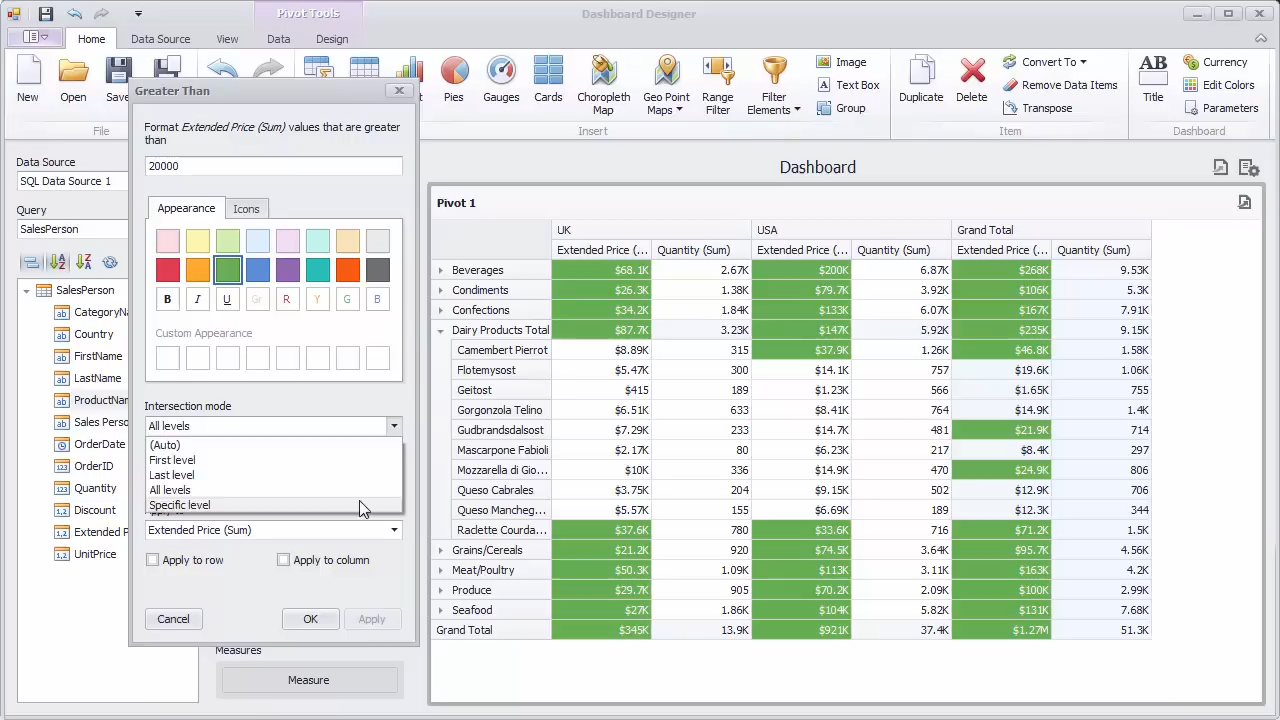 Pivot Tools
Dashboard Designer
Home
Data Source
View
Data
Design
New
Open
Save
Pies
Gauges
Cards
Choropleth
Map
Geo Point
Maps
Range
Filter
Filter
Elements
Image
Text Box
Group
Duplicate
Delete
Convert To
Remove Data Items
Transpose
Title
Currency
Edit Colors
Parameters
File
Insert
Item
Dashboard
Data Source
SQL Data Source 1
Query
SalesPerson
SalesPerson
Country
FirstName
LastName
OrderDate
OrderID
Quantity
Discount
Extended P
UnitPrice
Greater Than
Format Extended Price (Sum) values that are greater
than
20000
Appearance
Icons
B I U Gr R Y G B
Custom Appearance
Intersection mode
All levels
(Auto)
First level
Last level
All levels
Specific level
Extended Price (Sum)
Apply to row
Apply to column
Cancel
OK
Apply
Measures
Measure
Dashboard
Pivot 1
UK USA Grand Total
Extended Price (... Quantity (Sum) Extended Price (... Quantity (Sum) Extended Price (... Quantity (Sum)
Beverages $68.1K 2.67K $200K 6.87K $268K 9.53K
Condiments $26.3K 1.38K $79.7K 3.92K $106K 5.3K
Confections $34.2K 1.84K $133K 6.07K $167K 7.91K
Dairy Products Total $87.7K 3.23K $147K 5.92K $235K 9.15K
Camembert Pierrot $8.89K 315 $37.9K 1.26K $46.8K 1.58K
Flotemysost $5.47K 300 $14.1K 757 $19.6K 1.06K
Geitost $415 189 $1.23K 566 $1.65K 755
Gorgonzola Telino $6.51K 633 $8.41K 764 $14.9K 1.4K
Gudbrandsdalsost $7.29K 233 $14.7K 481 $21.9K 714
Mascarpone Fabioli $2.17K 80 $6.23K 217 $8.4K 297
Mozzarella di Gio... $10K 336 $14.9K 470 $24.9K 806
Queso Cabrales $3.75K 204 $9.15K 502 $12.9K 706
Queso Mancheg... $5.57K 155 $6.69K 189 $12.3K 344
Raclette Courda... $37.6K 780 $33.6K 716 $71.2K 1.5K
Grains/Cereals $21.2K 920 $74.5K 3.64K $95.7K 4.56K
Meat/Poultry $50.3K 1.09K $113K 3.11K $163K 4.2K
Produce $29.7K 905 $70.2K 2.09K $100K 2.99K
Seafood $27K 1.86K $104K 5.82K $131K 7.68K
Grand Total $345K 13.9K $921K 37.4K $1.27M 51.3K